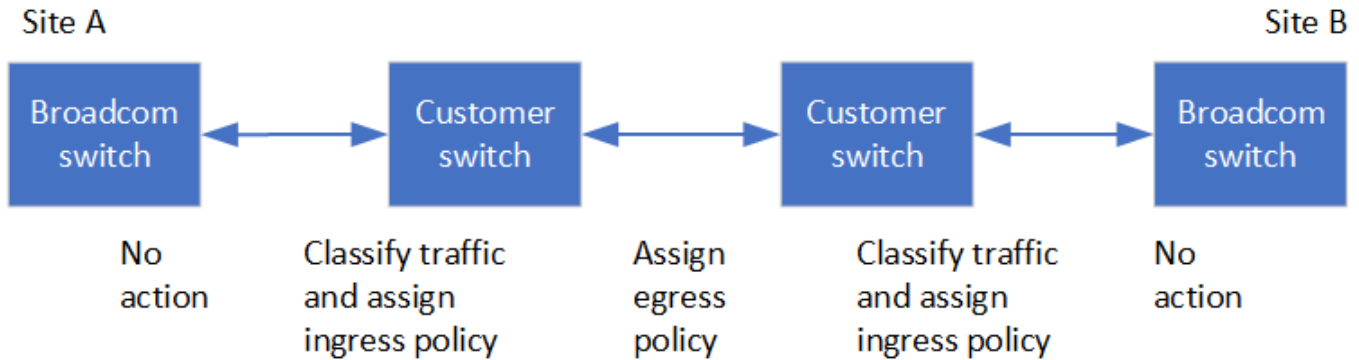 Site A
Site B
Broadcom
switch
Customer
switch
Customer
switch
Broadcom
switch
No
action
Classify traffic
and assign
ingress policy
Assign
egress
policy
Classify traffic
and assign
ingress policy
No
action